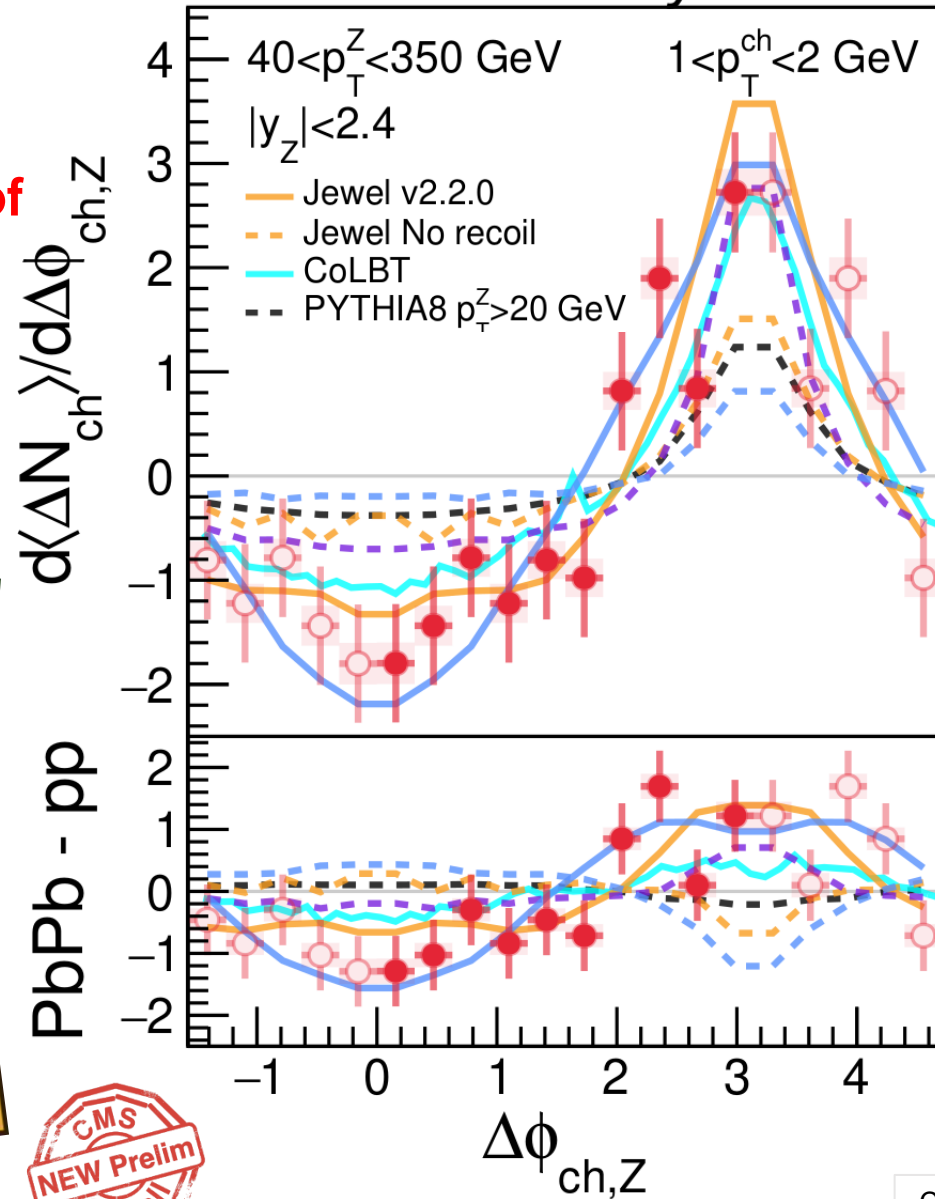 of
40<p_T^Z<350 GeV
1<p_T^ch<2 GeV
|y_Z|<2.4
Jewel v2.2.0
Jewel No recoil
CoLBT
PYTHIA8 p_T^Z>20 GeV
d⟨ΔN_ch⟩/dΔϕ_ch,Z
4
3
2
1
0
−1
−2
PbPb - pp
2
1
0
−1
−2
−1 0 1 2 3 4
Δϕ_ch,Z
CMS
NEW Prelim